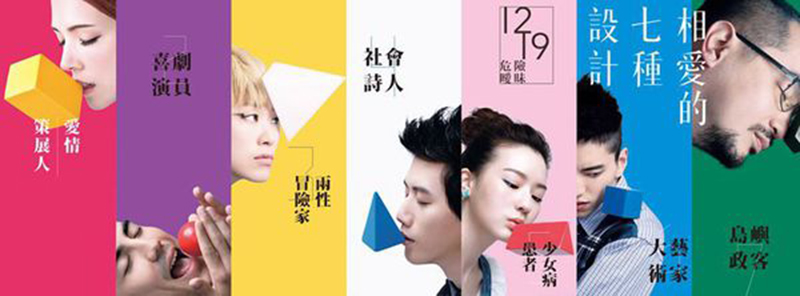 愛情
策展人
喜劇
演員
兩性
冒險家
社會
詩人
12
19
危險
曖昧
少女病
患者
相愛的
七種
設計
大藝
術家
島嶼
政客